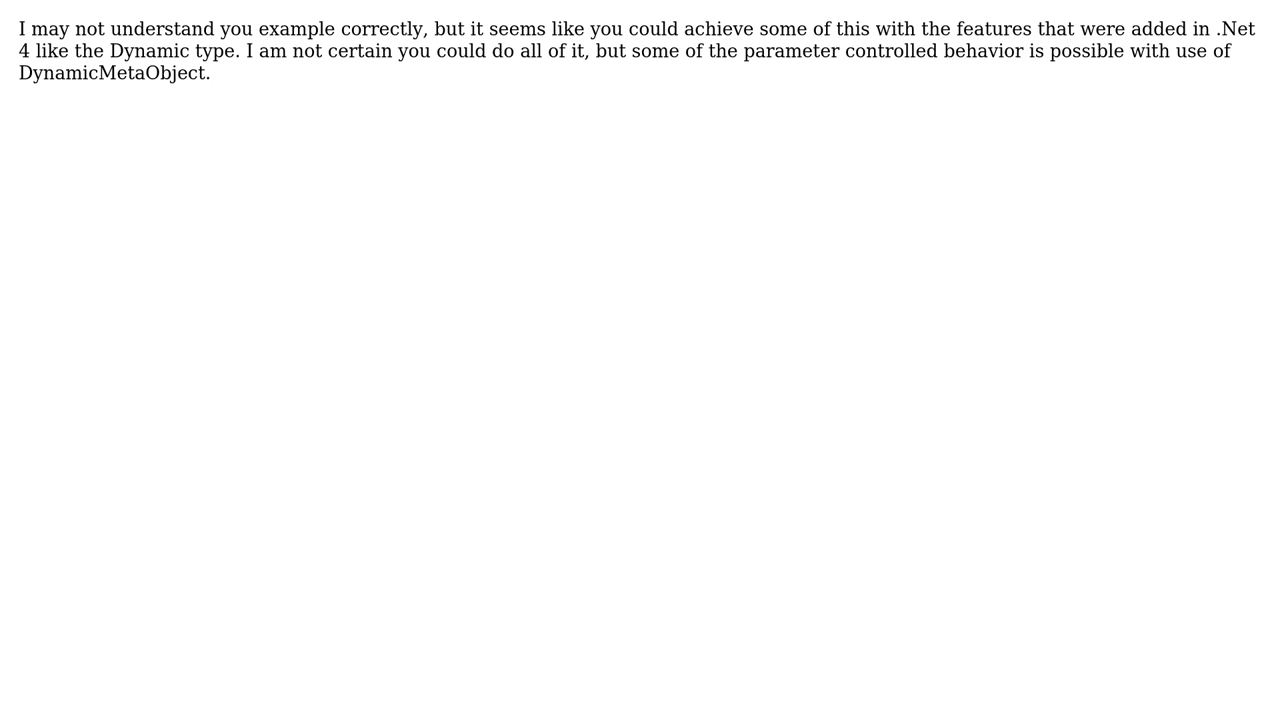 I may not understand you example correctly, but it seems like you could achieve some of this with the features that were added in .Net
4 like the Dynamic type. I am not certain you could do all of it, but some of the parameter controlled behavior is possible with use of
DynamicMetaObject.